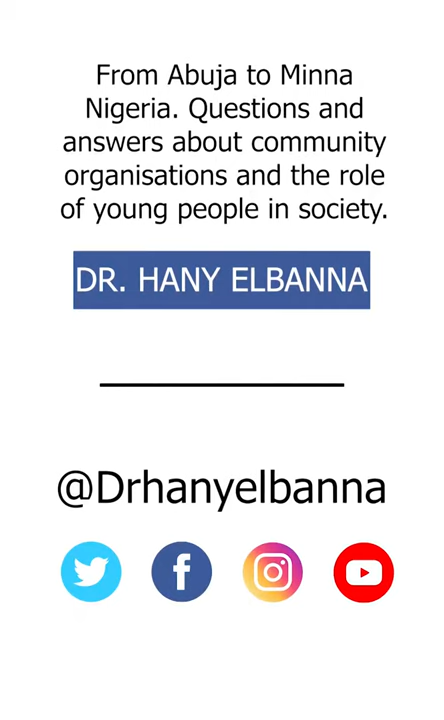 From Abuja to Minna
Nigeria. Questions and
answers about community
organisations and the role
of young people in society.
DR. HANY ELBANNA
@Drhanyelbanna